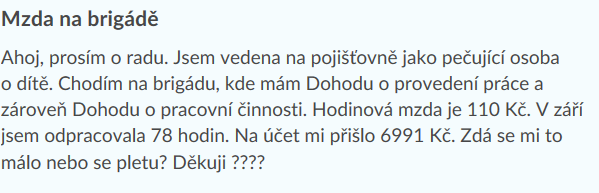 Mzda na brigádě
Ahoj, prosím o radu. Jsem vedena na pojišťovně jako pečující osoba
o dítě. Chodím na brigádu, kde mám Dohodu o provedení práce a
zároveň Dohodu o pracovní činnosti. Hodinová mzda je 110 Kč. V září
jsem odpracovala 78 hodin. Na účet mi přišlo 6991 Kč. Zdá se mi to
málo nebo se pletu? Děkuji ????